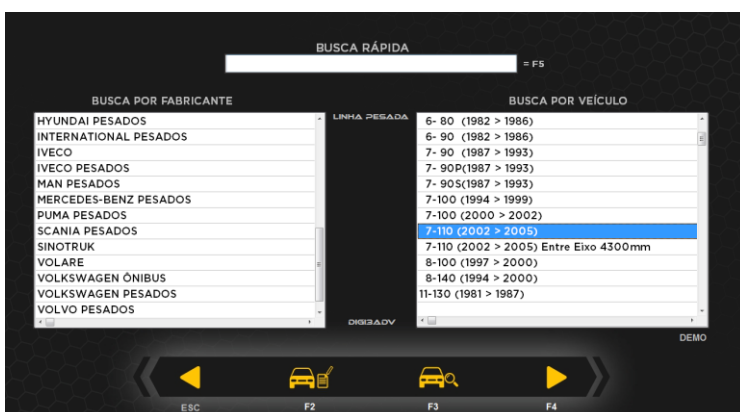 BUSCA RÁPIDA
= F5
BUSCA POR FABRICANTE
BUSCA POR VEÍCULO
LINHA PESADA
HYUNDAI PESADOS
INTERNATIONAL PESADOS
IVECO
IVECO PESADOS
MAN PESADOS
MERCEDES-BENZ PESADOS
PUMA PESADOS
SCANIA PESADOS
SINOTRUK
VOLARE
VOLKSWAGEN ÔNIBUS
VOLKSWAGEN PESADOS
VOLVO PESADOS
6- 80 (1982 > 1986)
6- 90 (1982 > 1986)
7- 90 (1987 > 1993)
7- 90P(1987 > 1993)
7- 90S(1987 > 1993)
7-100 (1994 > 1999)
7-100 (2000 > 2002)
7-110 (2002 > 2005)
7-110 (2002 > 2005) Entre Eixo 4300mm
8-100 (1997 > 2000)
8-140 (1994 > 2000)
11-130 (1981 > 1987)
DIGI3ADV
DEMO
ESC
F2
F3
F4